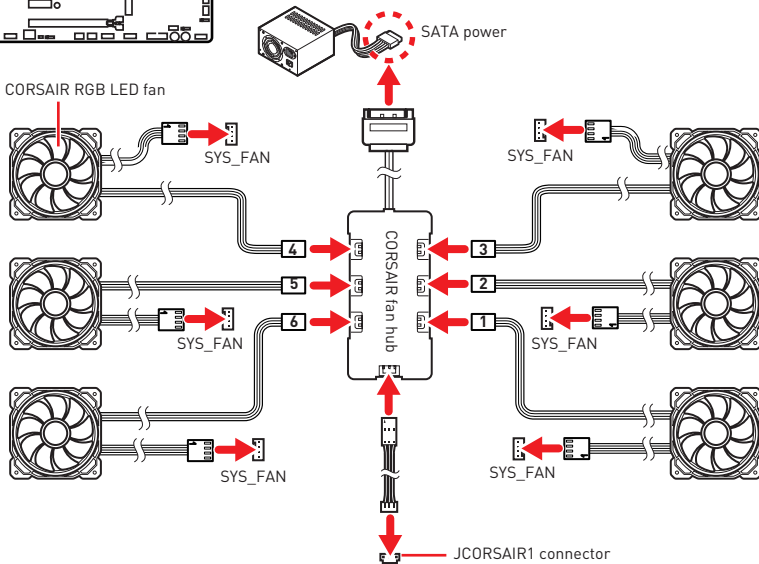 SATA power
CORSAIR RGB LED fan
SYS_FAN
SYS_FAN
4
3
5
2
6
1
CORSAIR fan hub
SYS_FAN
SYS_FAN
SYS_FAN
SYS_FAN
JCORSAIR1 connector